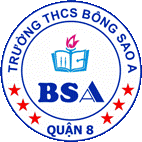 TRƯỜNG THCS BÔNG SAO A
BSA
QUẬN 8